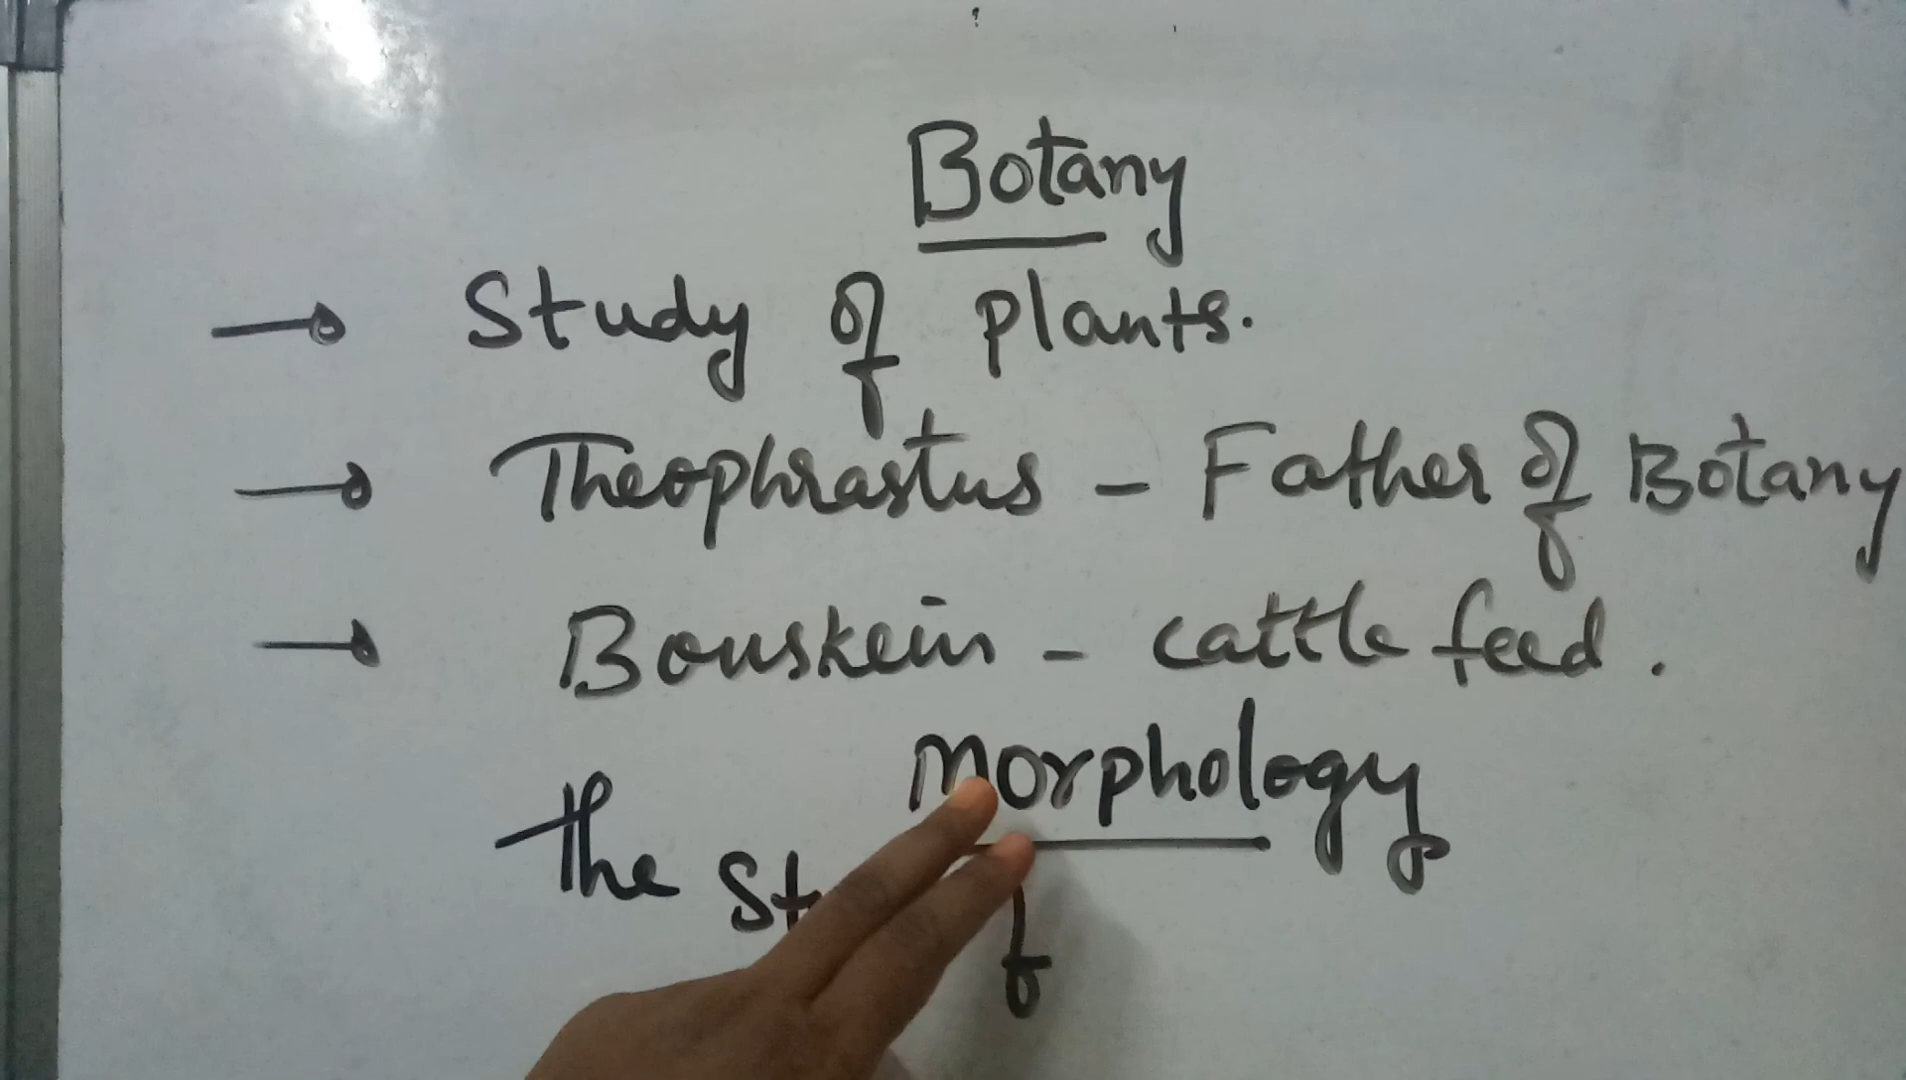 Botany
→ Study of plants.
→ Theophrastus - Father of Botany
→ Bouskein - cattle feed.
Morphology
the